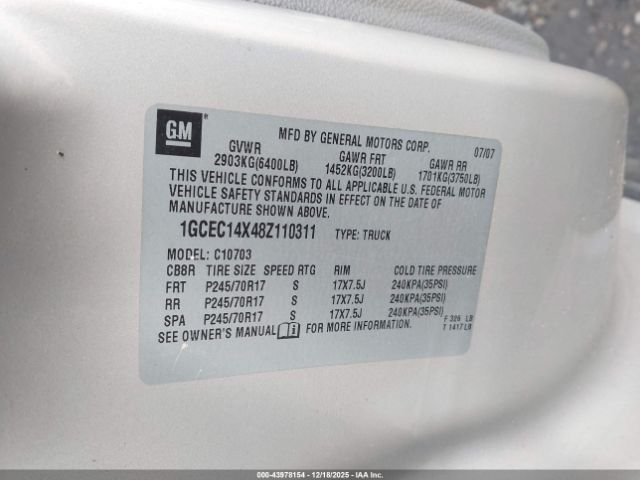 GM ®
MFD BY GENERAL MOTORS CORP. 07/07
GVWR GAWR FRT GAWR RR
2903KG(6400LB) 1452KG(3200LB) 1701KG(3750LB)
THIS VEHICLE CONFORMS TO ALL APPLICABLE U.S. FEDERAL MOTOR
VEHICLE SAFETY STANDARDS IN EFFECT ON THE DATE OF
MANUFACTURE SHOWN ABOVE.
1GCEC14X48Z110311 TYPE: TRUCK
MODEL: C10703
CB8R TIRE SIZE SPEED RTG RIM COLD TIRE PRESSURE
FRT P245/70R17 S 17X7.5J 240KPA(35PSI)
RR P245/70R17 S 17X7.5J 240KPA(35PSI)
SPA P245/70R17 S 17X7.5J 240KPA(35PSI)
SEE OWNER'S MANUAL FOR MORE INFORMATION.
F 326 LB
T 1417 LB
000-43978154 - 12/18/2025 - IAA, Inc.